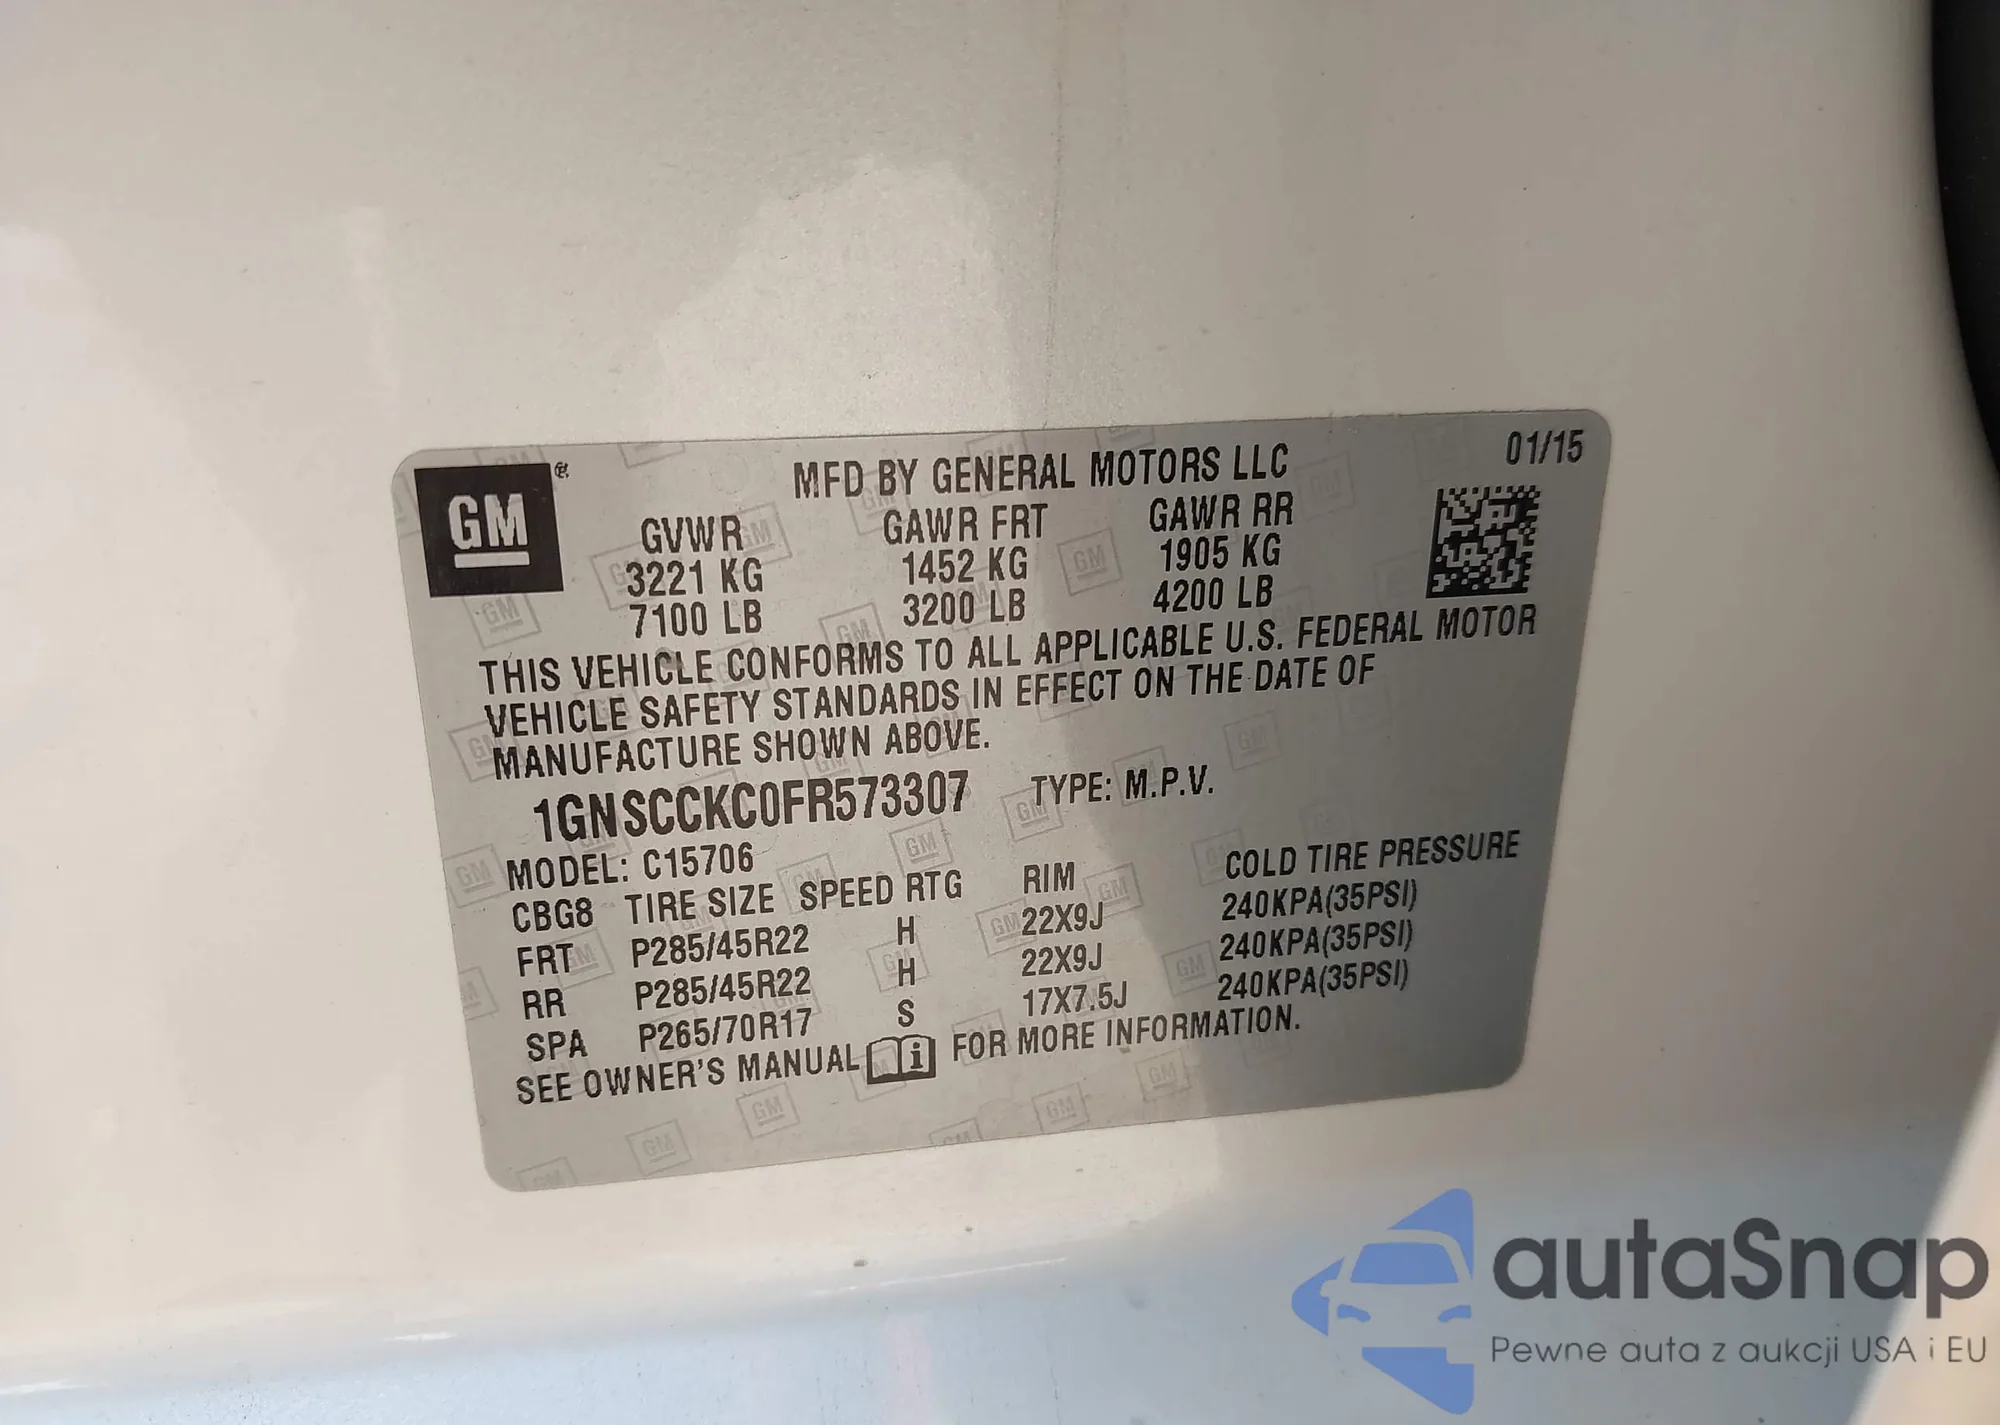 GM
MFD BY GENERAL MOTORS LLC 01/15
GVWR GAWR FRT GAWR RR
3221 KG 1452 KG 1905 KG
7100 LB 3200 LB 4200 LB
THIS VEHICLE CONFORMS TO ALL APPLICABLE U.S. FEDERAL MOTOR
VEHICLE SAFETY STANDARDS IN EFFECT ON THE DATE OF
MANUFACTURE SHOWN ABOVE.
1GNSCCKC0FR573307 TYPE: M.P.V.
MODEL: C15706
CBG8 TIRE SIZE SPEED RTG RIM COLD TIRE PRESSURE
FRT P285/45R22 H 22X9J 240KPA(35PSI)
RR P285/45R22 H 22X9J 240KPA(35PSI)
SPA P265/70R17 S 17X7.5J 240KPA(35PSI)
SEE OWNER'S MANUAL i FOR MORE INFORMATION.
autaSnap
Pewne auta z aukcji USA i EU